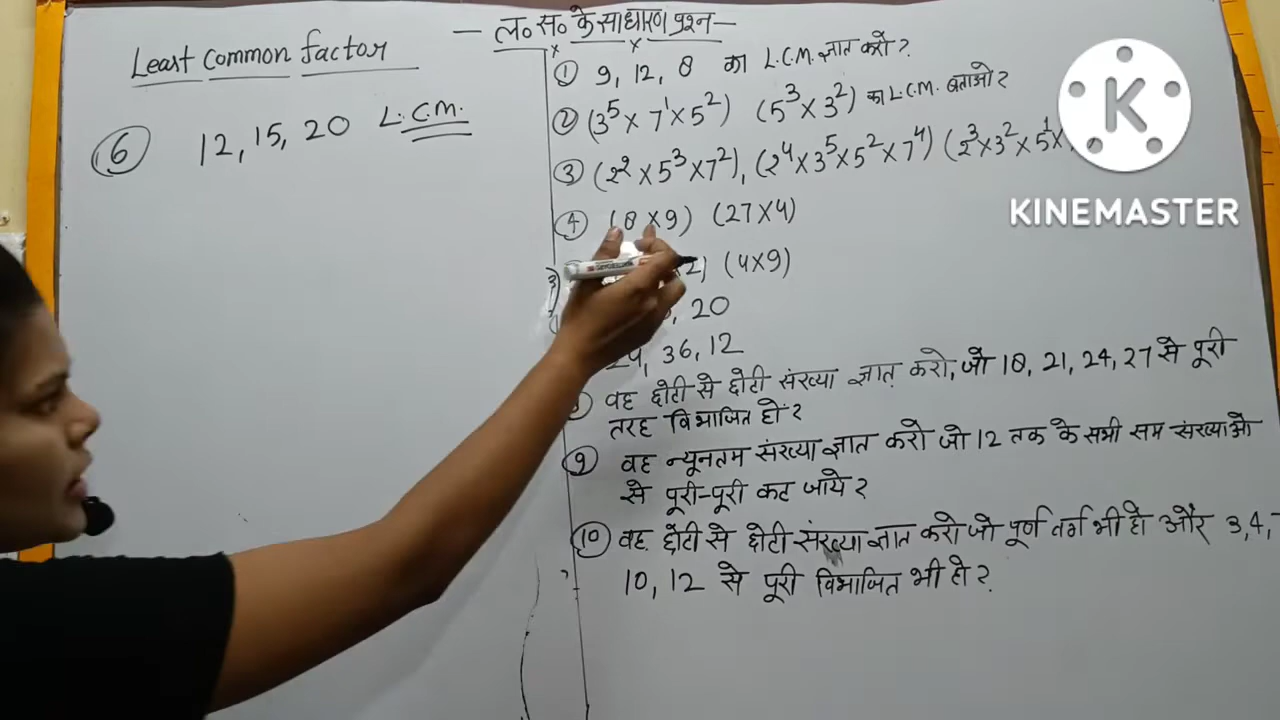 — ल० स० के साधारण प्रश्न —
Least common factor
⑥ 12, 15, 20 L.C.M.
① 9, 12, 8 का L.C.M. ज्ञात करो ?
② (3⁵ × 7¹ × 5²) (5³ × 3²) का L.C.M. बताओ ?
③ (2² × 5³ × 7²), (2⁴ × 3⁵ × 5² × 7⁴) (2³ × 3² × 5¹ ×
④ (8 × 9) (27 × 4)
2) (4 × 9)
, 20
24, 36, 12
वह छोटी से छोटी संख्या ज्ञात करो, जो 18, 21, 24, 27 से पूरी
तरह विभाजित हों ?
⑨ वह न्यूनतम संख्या ज्ञात करो जो 12 तक के सभी सम संख्याओ
से पूरी-पूरी कट जाये ?
⑩ वह छोटी से छोटी संख्या ज्ञात करो जो पूर्ण वर्ग भी हो और 3, 4,
10, 12 से पूरी विभाजित भी हो ?
K
KINEMASTER